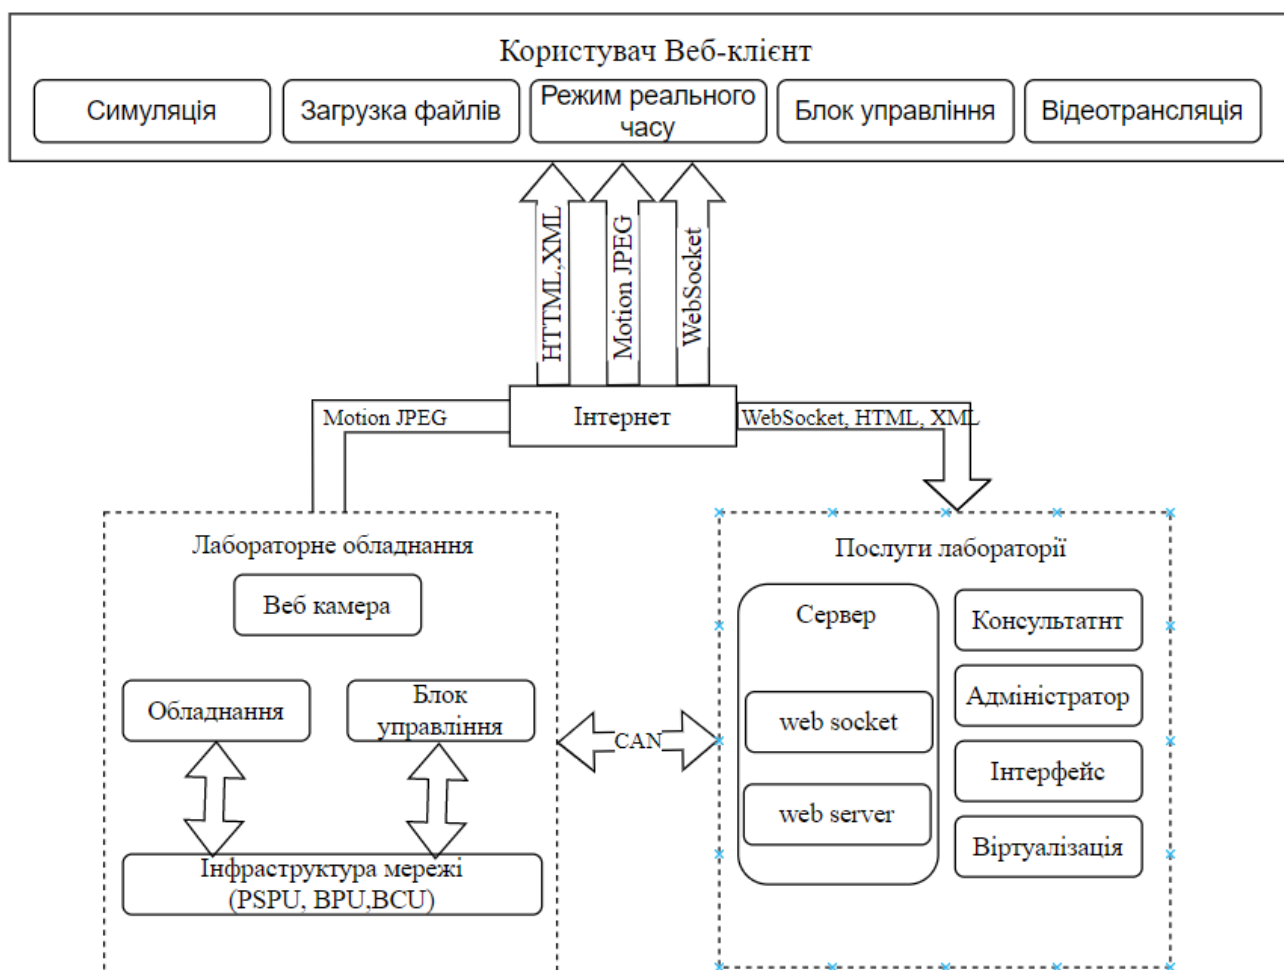 Користувач Веб-клієнт
Симуляція
Загрузка файлів
Режим реального
часу
Блок управління
Відеотрансляція
HTTML,XML
Motion JPEG
WebSocket
Motion JPEG
Інтернет
WebSocket, HTML, XML
Лабораторне обладнання
Веб камера
Обладнання
Блок
управління
Інфраструктура мережі
(PSPU, BPU,BCU)
CAN
Послуги лабораторії
Сервер
web socket
web server
Консультатнт
Адміністратор
Інтерфейс
Віртуалізація